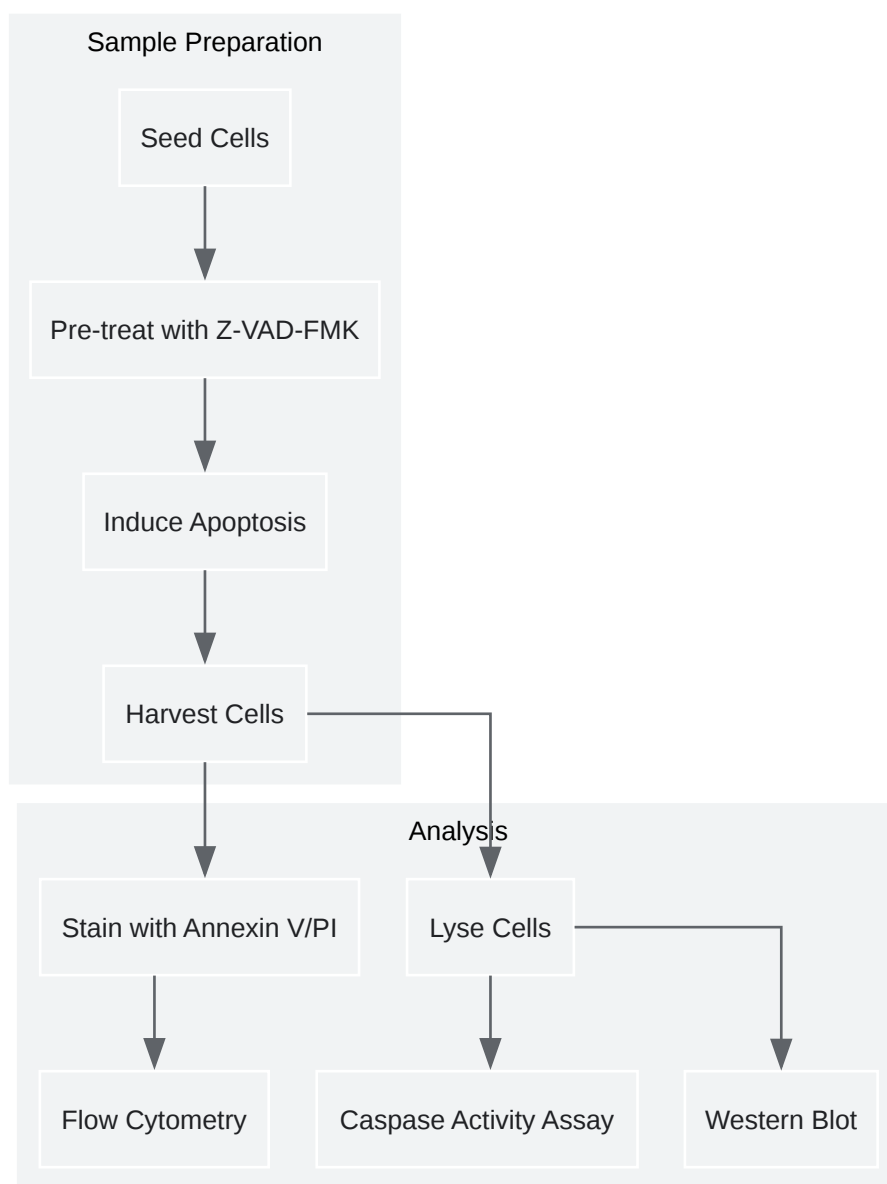 Sample Preparation
Seed Cells
Pre-treat with Z-VAD-FMK
Induce Apoptosis
Harvest Cells
Analysis
Stain with Annexin V/PI
Lyse Cells
Flow Cytometry
Caspase Activity Assay
Western Blot